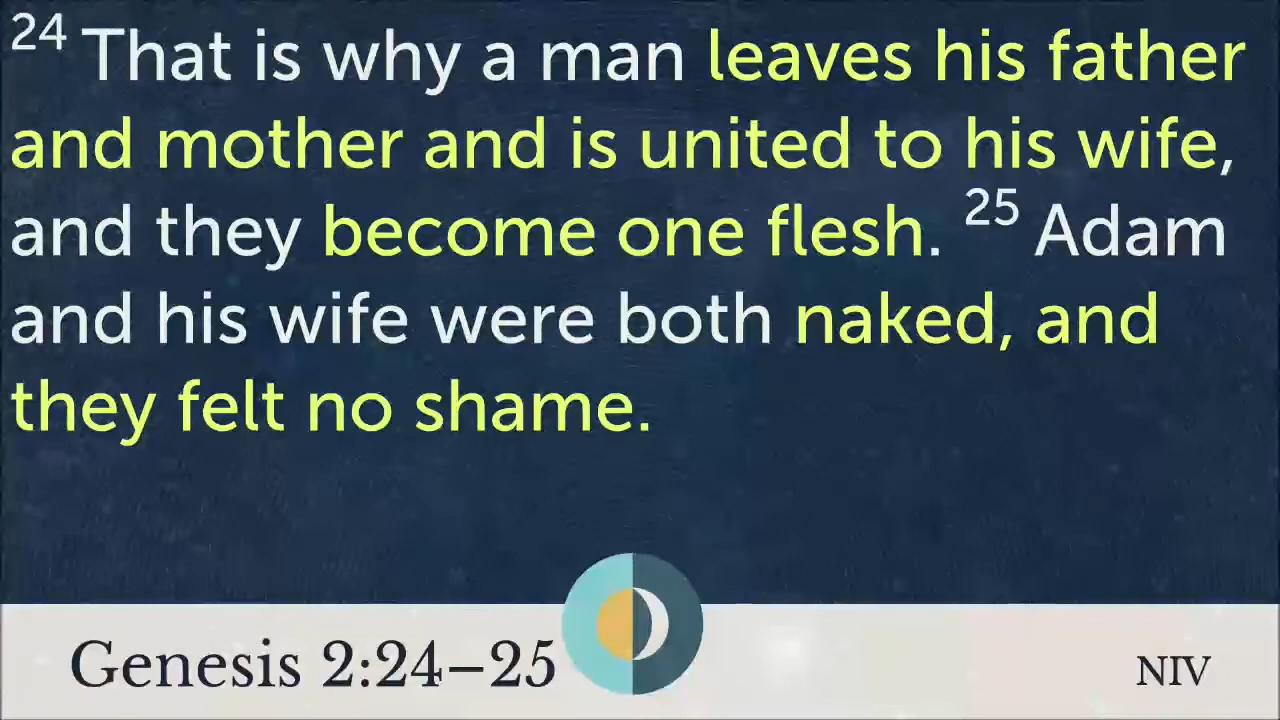 24 That is why a man leaves his father
and mother and is united to his wife,
and they become one flesh. 25 Adam
and his wife were both naked, and
they felt no shame.
Genesis 2:24–25
NIV